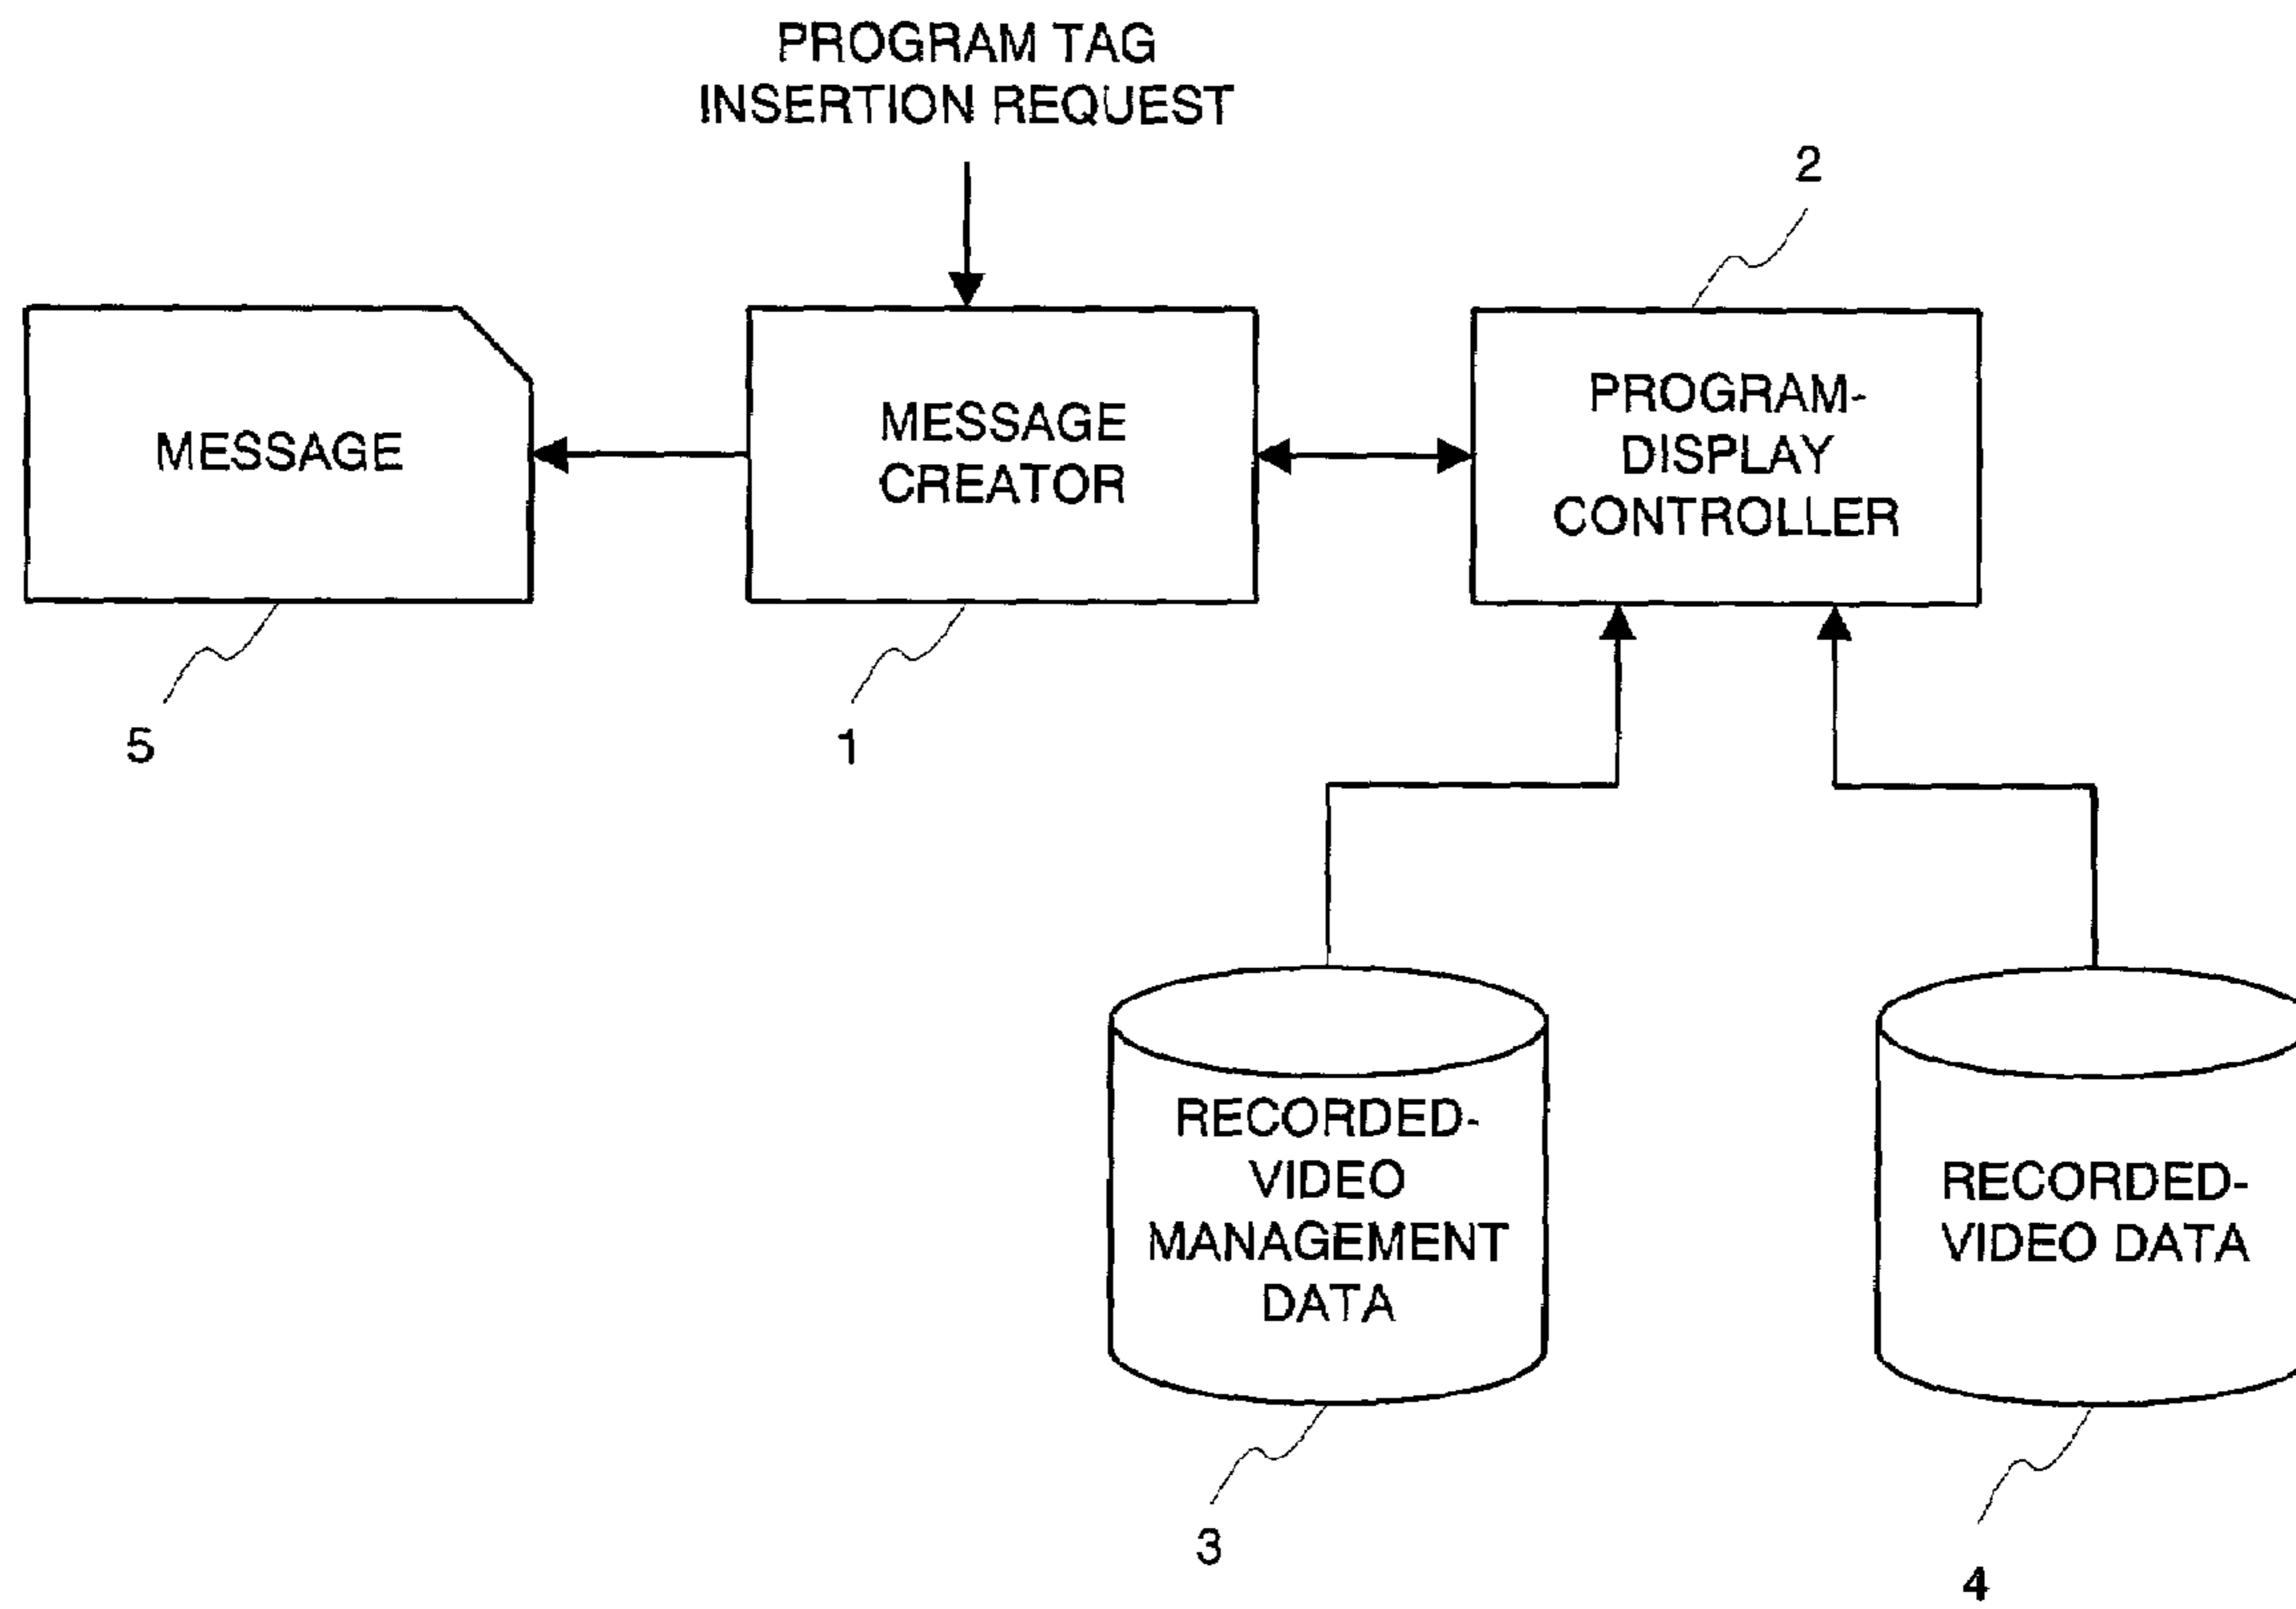 PROGRAM TAG
INSERTION REQUEST
2
MESSAGE
MESSAGE
CREATOR
PROGRAM-
DISPLAY
CONTROLLER
5
1
RECORDED-
VIDEO
MANAGEMENT
DATA
RECORDED-
VIDEO DATA
3
4